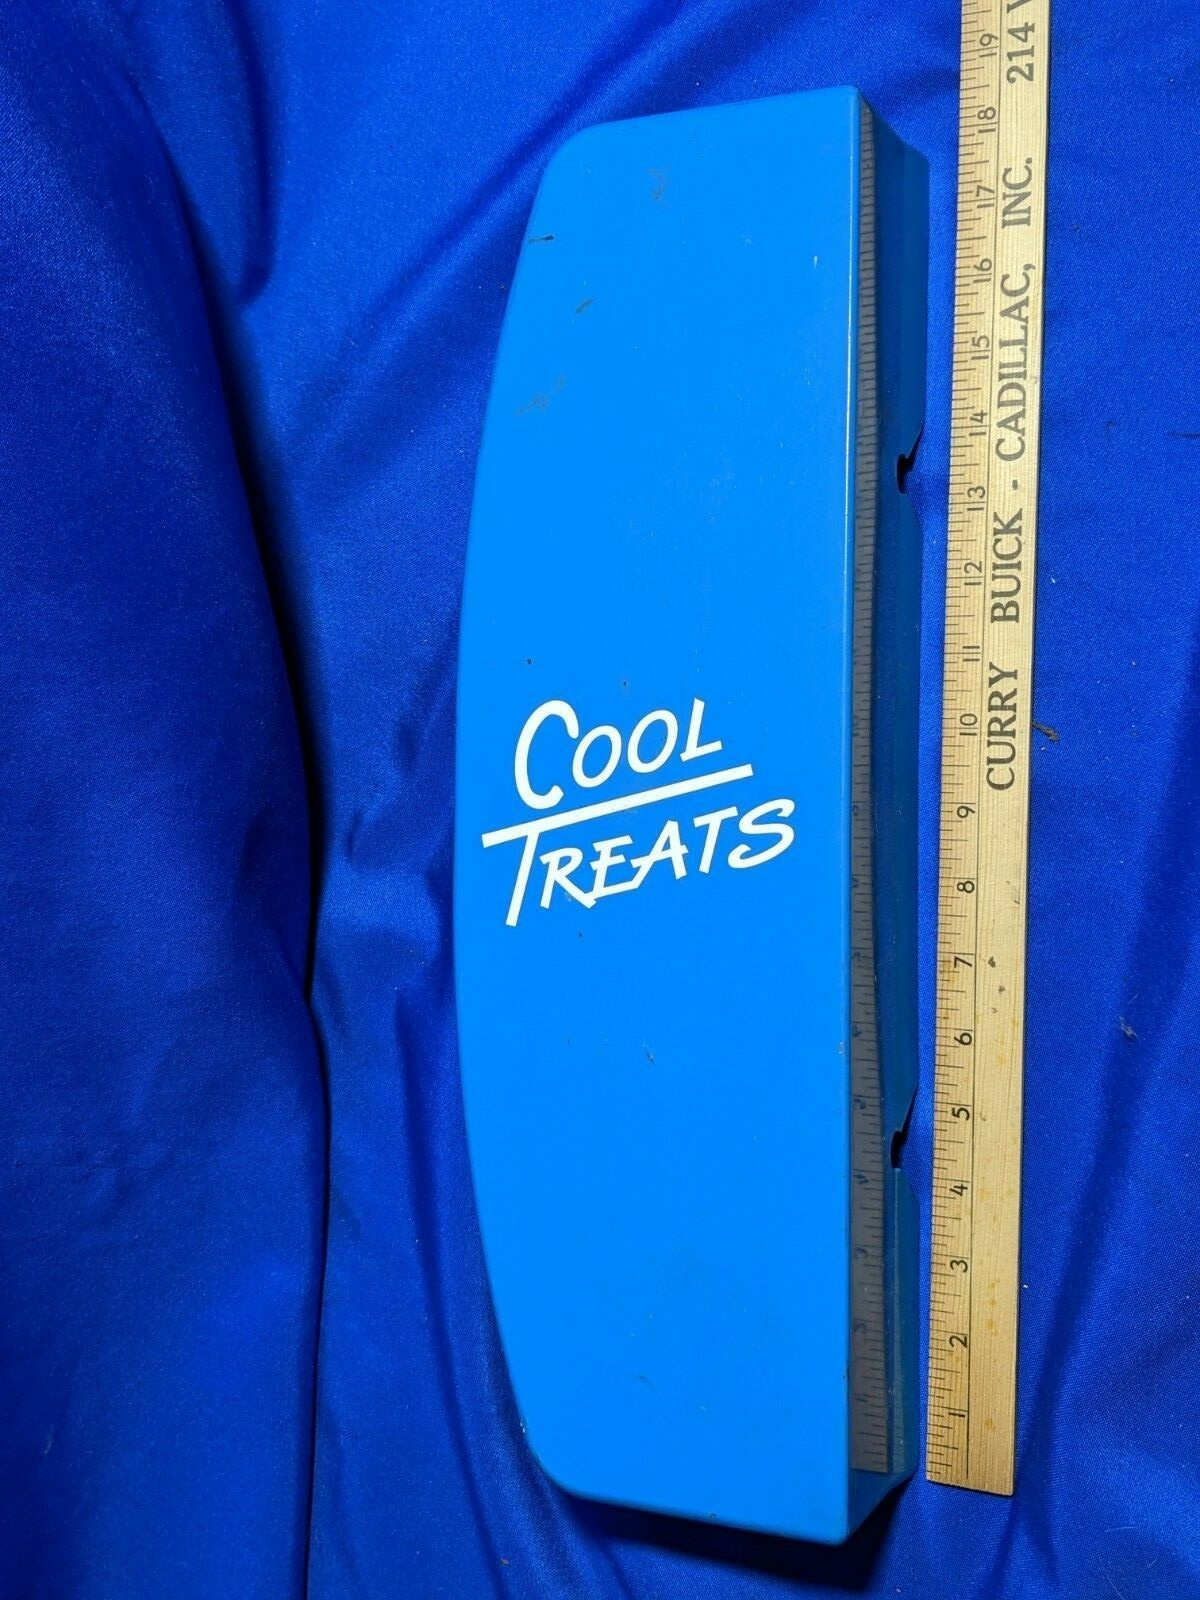 COOL
TREATS
CURRY BUICK - CADILLAC, INC. 214
1 2 3 4 5 6 7 8 9 10 11 12 13 14 15 16 17 18 19